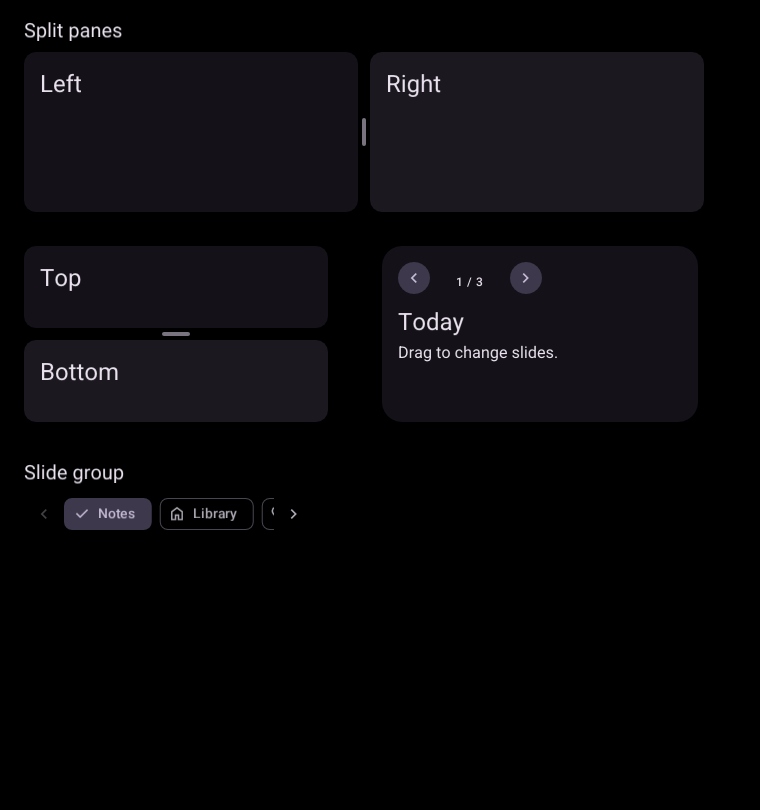 Split panes
Left
Right
Top
Bottom
1 / 3
Today
Drag to change slides.
Slide group
Notes
Library